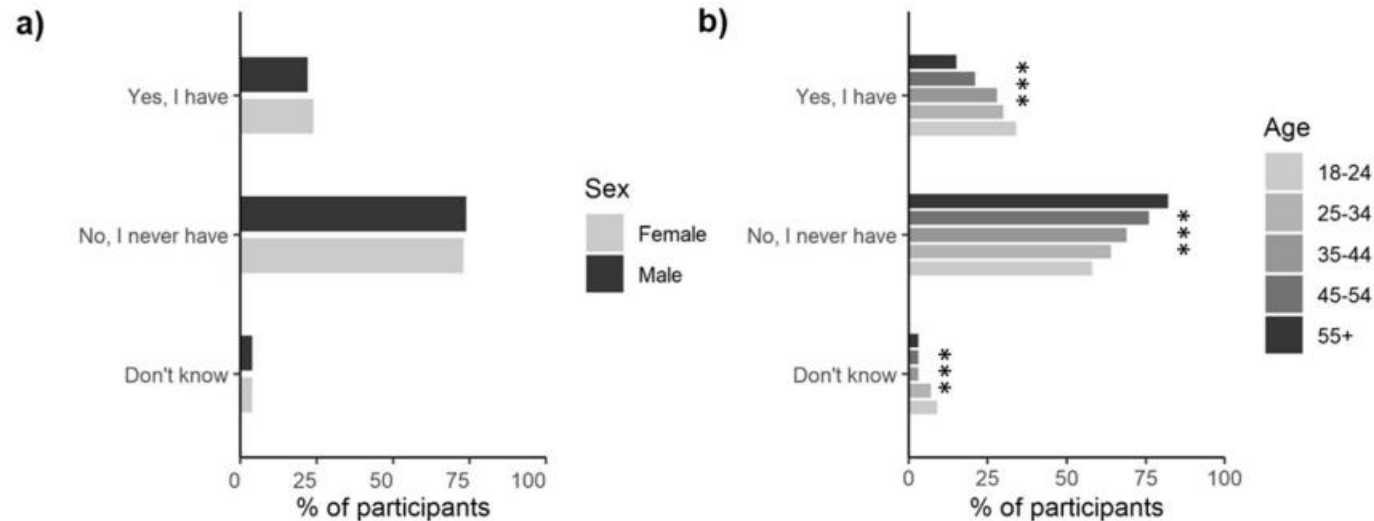 a)
Yes, I have
No, I never have
Don't know
0 25 50 75 100
% of participants
Sex
Female
Male
b)
Yes, I have
***
No, I never have
***
Don't know
***
0 25 50 75 100
% of participants
Age
18-24
25-34
35-44
45-54
55+